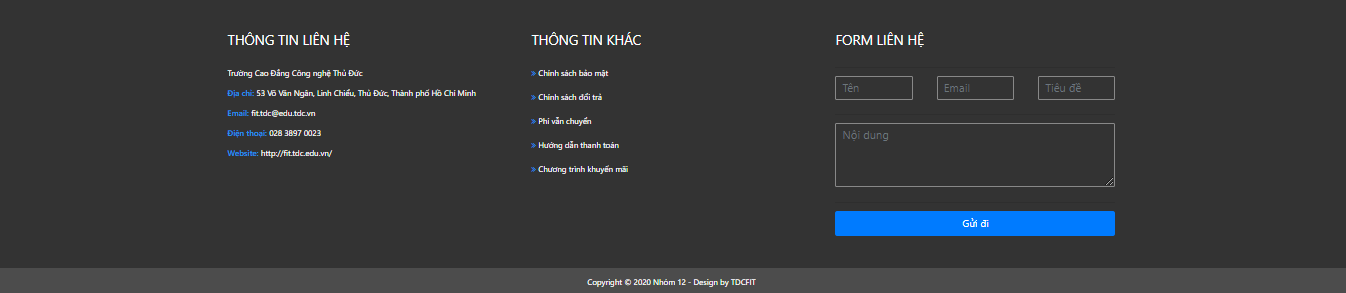 THÔNG TIN LIÊN HỆ
Trường Cao Đẳng Công nghệ Thủ Đức
Địa chỉ: 53 Võ Văn Ngân, Linh Chiểu, Thủ Đức, Thành phố Hồ Chí Minh
Email: fit.tdc@edu.tdc.vn
Điện thoại: 028 3897 0023
Website: http://fit.tdc.edu.vn/
THÔNG TIN KHÁC
» Chính sách bảo mật
» Chính sách đổi trả
» Phí vẫn chuyển
» Hướng dẫn thanh toán
» Chương trình khuyến mãi
FORM LIÊN HỆ
Tên Email Tiêu đề
Nội dung
Gửi đi
Copyright © 2020 Nhóm 12 - Design by TDCFIT